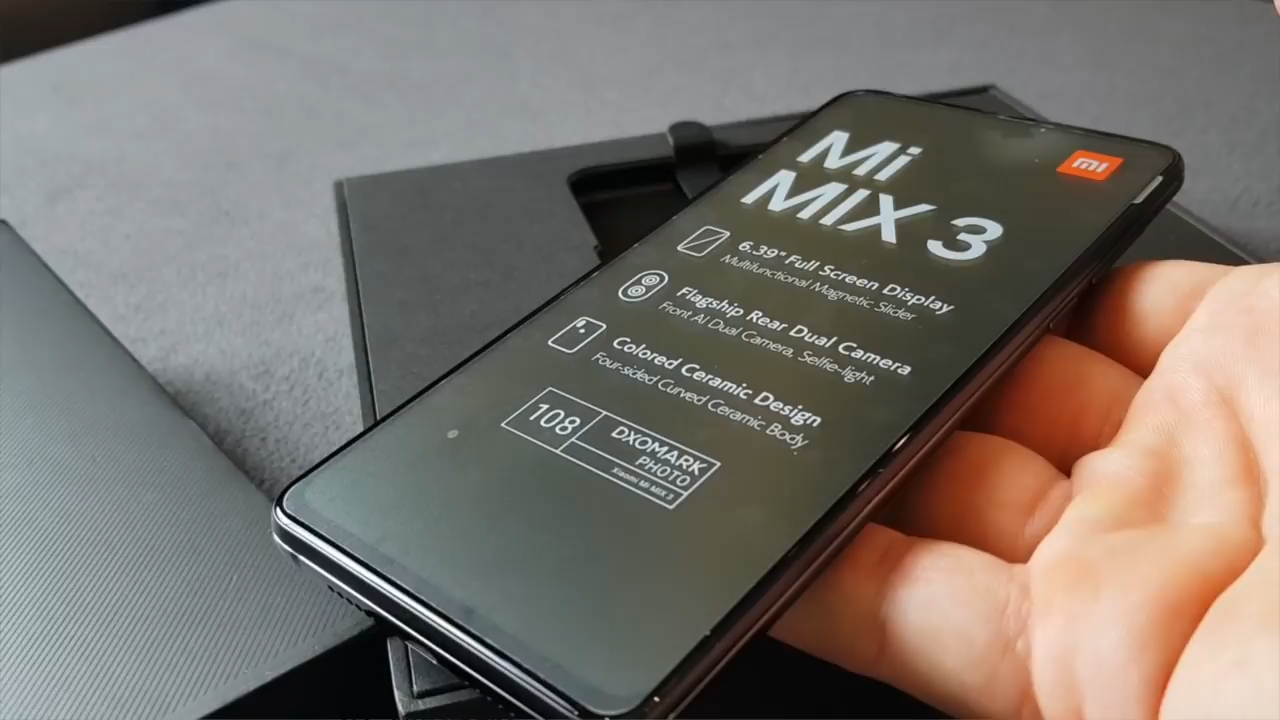 Mi
MIX 3
mi
6.39" Full Screen Display
Multifunctional Magnetic Slider
Flagship Rear Dual Camera
Front AI Dual Camera, Selfie-light
Colored Ceramic Design
Four-sided Curved Ceramic Body
108
DXOMARK
PHOTO
Xiaomi Mi MIX 3